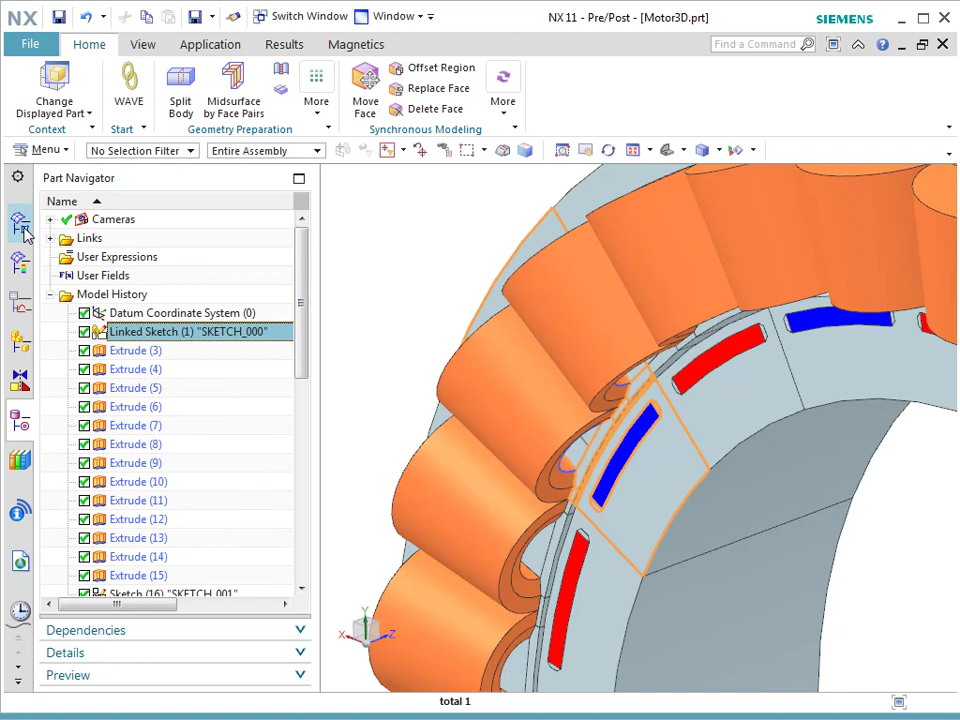 NX Switch Window Window NX 11 - Pre/Post - [Motor3D.prt] SIEMENS
File Home View Application Results Magnetics Find a Command
Change Displayed Part WAVE Split Body Midsurface by Face Pairs More Move Face Offset Region More
Replace Face
Delete Face
Context Start Geometry Preparation Synchronous Modeling
Menu No Selection Filter Entire Assembly
Part Navigator
Name
Cameras
Links
User Expressions
User Fields
Model History
Datum Coordinate System (0)
Linked Sketch (1) "SKETCH_000"
Extrude (3)
Extrude (4)
Extrude (5)
Extrude (6)
Extrude (7)
Extrude (8)
Extrude (9)
Extrude (10)
Extrude (11)
Extrude (12)
Extrude (13)
Extrude (14)
Extrude (15)
Sketch (16) "SKETCH_001"
Y
X Z
Dependencies
Details
Preview
total 1